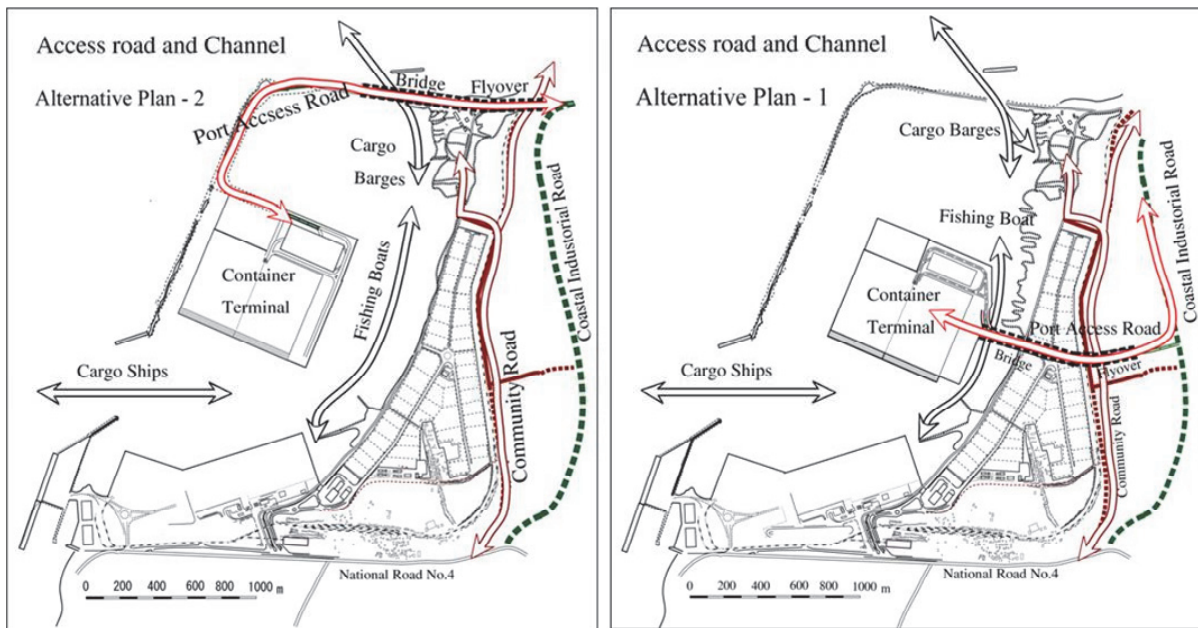 Access road and Channel
Alternative Plan - 2
Bridge
Flyover
Port Accsess Road
Cargo
Barges
Container
Terminal
Fishing Boats
Coastal Industorial Road
Community Road
Cargo Ships
National Road No.4
0 200 400 600 800 1000 m
Access road and Channel
Alternative Plan - 1
Cargo Barges
Fishing Boat
Coastal Industorial Road
Container
Terminal
Port Access Road
Bridge
Flyover
Cargo Ships
Community Road
National Road No.4
0 200 400 600 800 1000 m